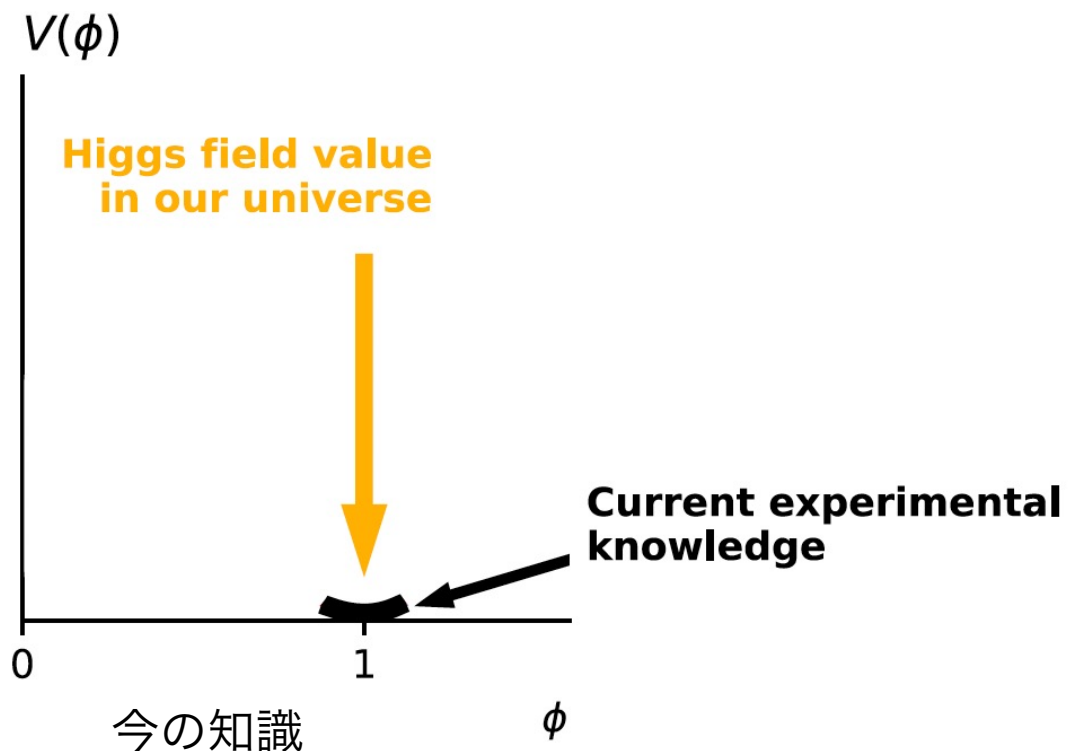 V(ϕ)
Higgs field value
in our universe
Current experimental
knowledge
0
1
今の知識
ϕ